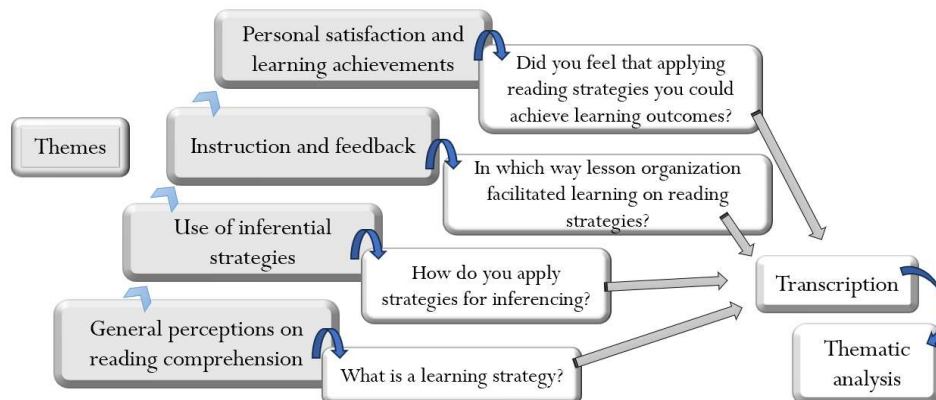 Personal satisfaction and
learning achievements
Did you feel that applying
reading strategies you could
achieve learning outcomes?
Themes
Instruction and feedback
In which way lesson organization
facilitated learning on reading
strategies?
Use of inferential
strategies
How do you apply
strategies for inferencing?
Transcription
General perceptions on
reading comprehension
What is a learning strategy?
Thematic
analysis